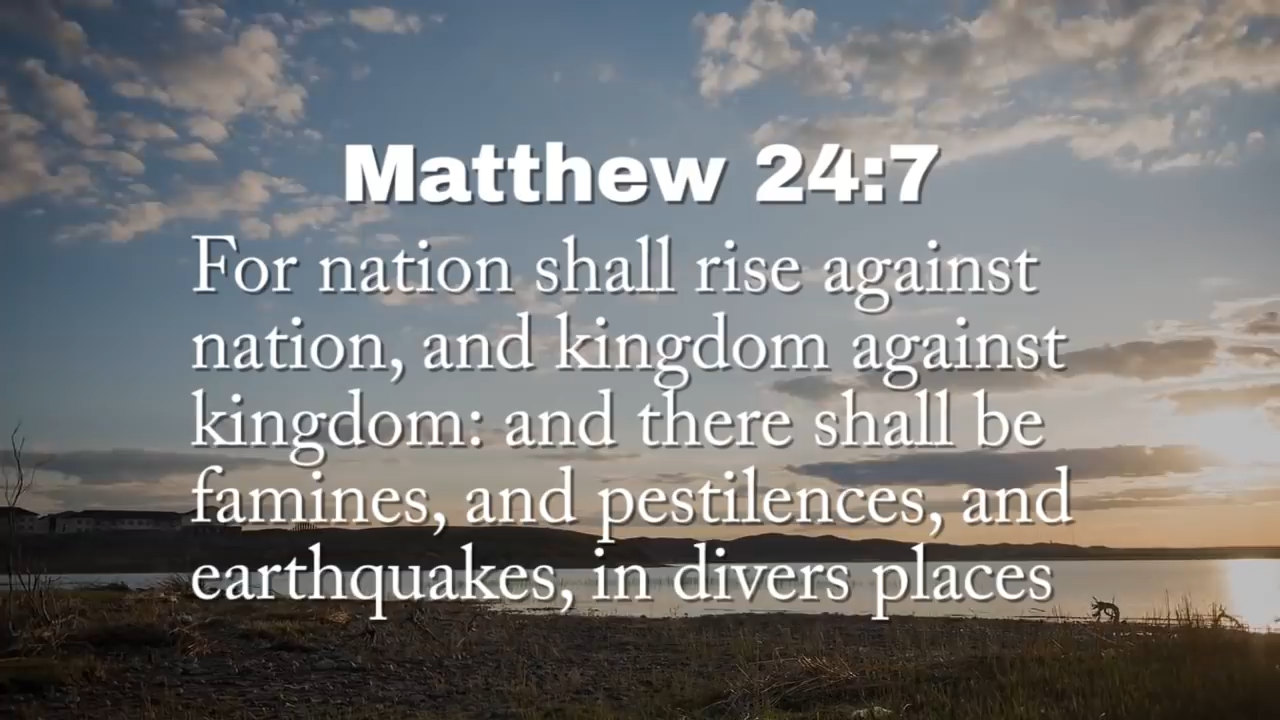 Matthew 24:7
For nation shall rise against
nation, and kingdom against
kingdom: and there shall be
famines, and pestilences, and
earthquakes, in divers places